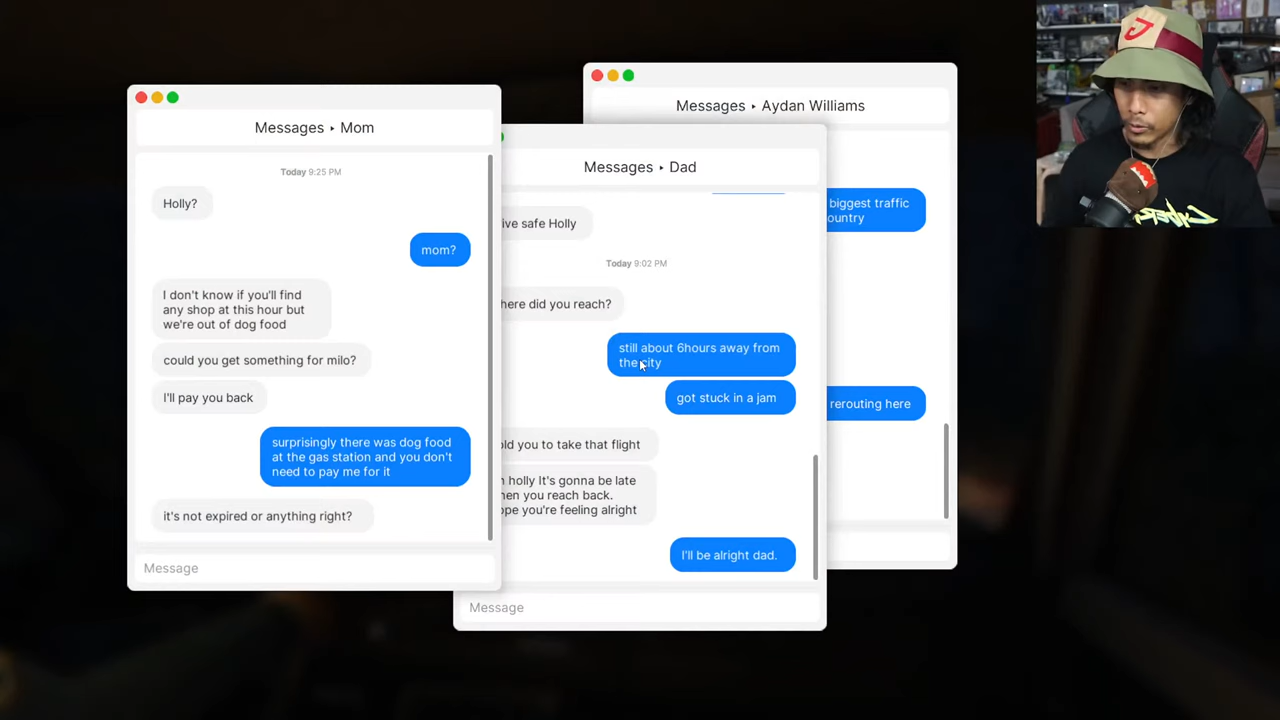 Messages ▸ Mom
Today 9:25 PM
Holly?
mom?
I don't know if you'll find
any shop at this hour but
we're out of dog food
could you get something for milo?
I'll pay you back
surprisingly there was dog food
at the gas station and you don't
need to pay me for it
it's not expired or anything right?
Message
Messages ▸ Dad
ive safe Holly
Today 9:02 PM
here did you reach?
still about 6hours away from
the city
got stuck in a jam
old you to take that flight
h holly It's gonna be late
hen you reach back.
ope you're feeling alright
I'll be alright dad.
Message
Messages ▸ Aydan Williams
biggest traffic
ountry
rerouting here